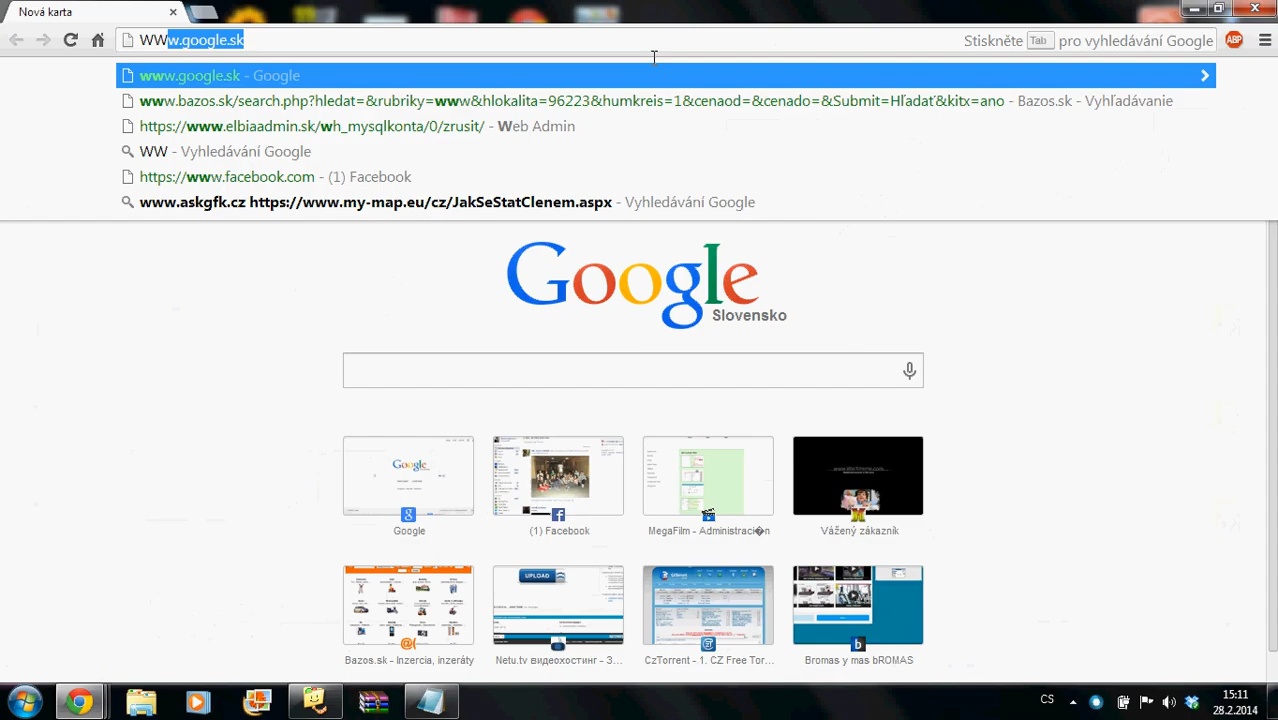 Nová karta
WWw.google.sk Stiskněte Tab pro vyhledávání Google ABP
www.google.sk - Google
www.bazos.sk/search.php?hledat=&rubriky=www&hlokalita=96223&humkreis=1&cenaod=&cenado=&Submit=Hľadať&kitx=ano - Bazos.sk - Vyhľadávanie
https://www.elbiaadmin.sk/wh_mysqlkonta/0/zrusit/ - Web Admin
WW - Vyhledávání Google
https://www.facebook.com - (1) Facebook
www.askgfk.cz https://www.my-map.eu/cz/JakSeStatClenem.aspx - Vyhledávání Google
Google
Slovensko
Google
UPLOAD
Google (1) Facebook MegaFilm - Administraci�n Vážený zákazník
Bazos.sk - Inzercia, inzeráty Netu.tv видеохостинг - З... CzTorrent - 1. CZ Free Tor... Bromas y mas bROMAS
CS 15:11
28.2.2014